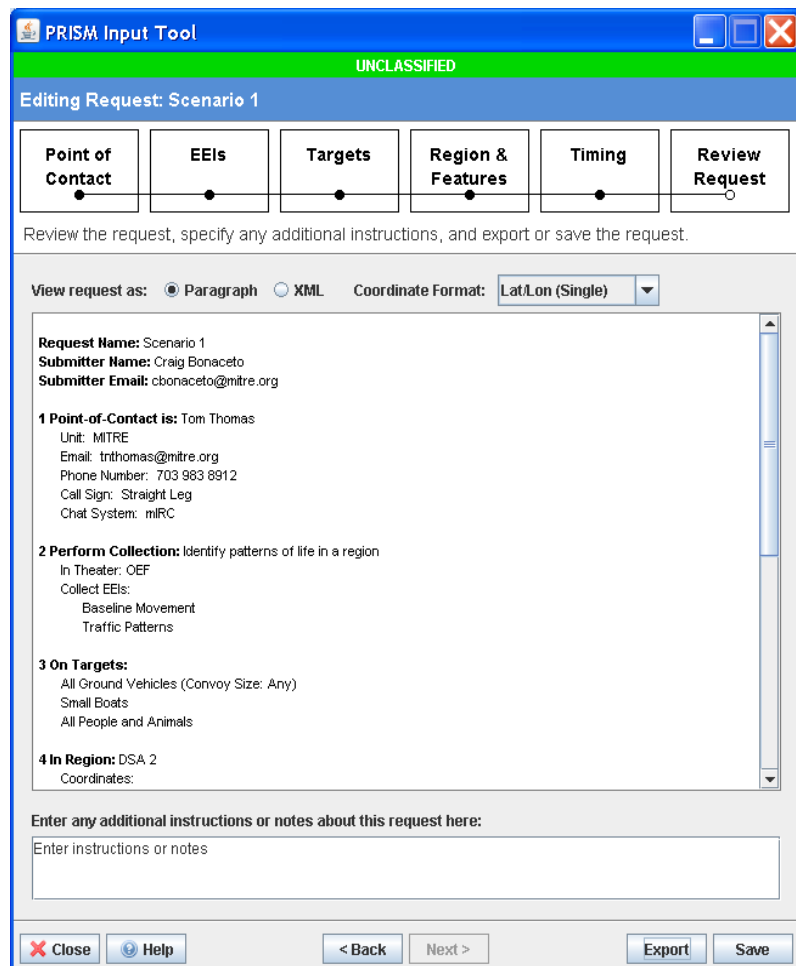 PRISM Input Tool
UNCLASSIFIED
Editing Request: Scenario 1
Point of Contact
EEIs
Targets
Region & Features
Timing
Review Request
Review the request, specify any additional instructions, and export or save the request.
View request as: Paragraph XML Coordinate Format: Lat/Lon (Single)
Request Name: Scenario 1
Submitter Name: Craig Bonaceto
Submitter Email: cbonaceto@mitre.org
1 Point-of-Contact is: Tom Thomas
Unit: MITRE
Email: tnthomas@mitre.org
Phone Number: 703 983 8912
Call Sign: Straight Leg
Chat System: mIRC
2 Perform Collection: Identify patterns of life in a region
In Theater: OEF
Collect EEIs:
Baseline Movement
Traffic Patterns
3 On Targets:
All Ground Vehicles (Convoy Size: Any)
Small Boats
All People and Animals
4 In Region: DSA 2
Coordinates:
Enter any additional instructions or notes about this request here:
Enter instructions or notes
Close Help < Back Next > Export Save